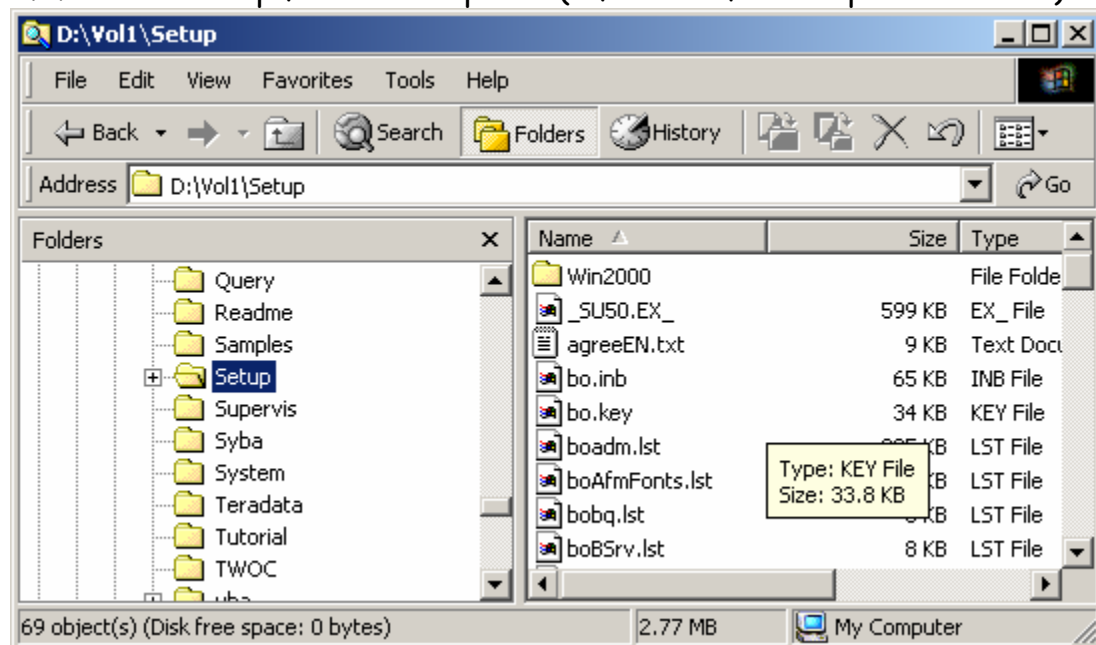 D:\Vol1\Setup
File Edit View Favorites Tools Help
Back Search Folders History
Address D:\Vol1\Setup Go
Folders
Query
Readme
Samples
Setup
Supervis
Syba
System
Teradata
Tutorial
TWOC
Name Size Type
Win2000 File Folde
_SU50.EX_ 599 KB EX_ File
agreeEN.txt 9 KB Text Docu
bo.inb 65 KB INB File
bo.key 34 KB KEY File
boadm.lst KB LST File
boAfmFonts.lst KB LST File
bobq.lst KB LST File
boBSrv.lst 8 KB LST File
Type: KEY File
Size: 33.8 KB
69 object(s) (Disk free space: 0 bytes) 2.77 MB My Computer